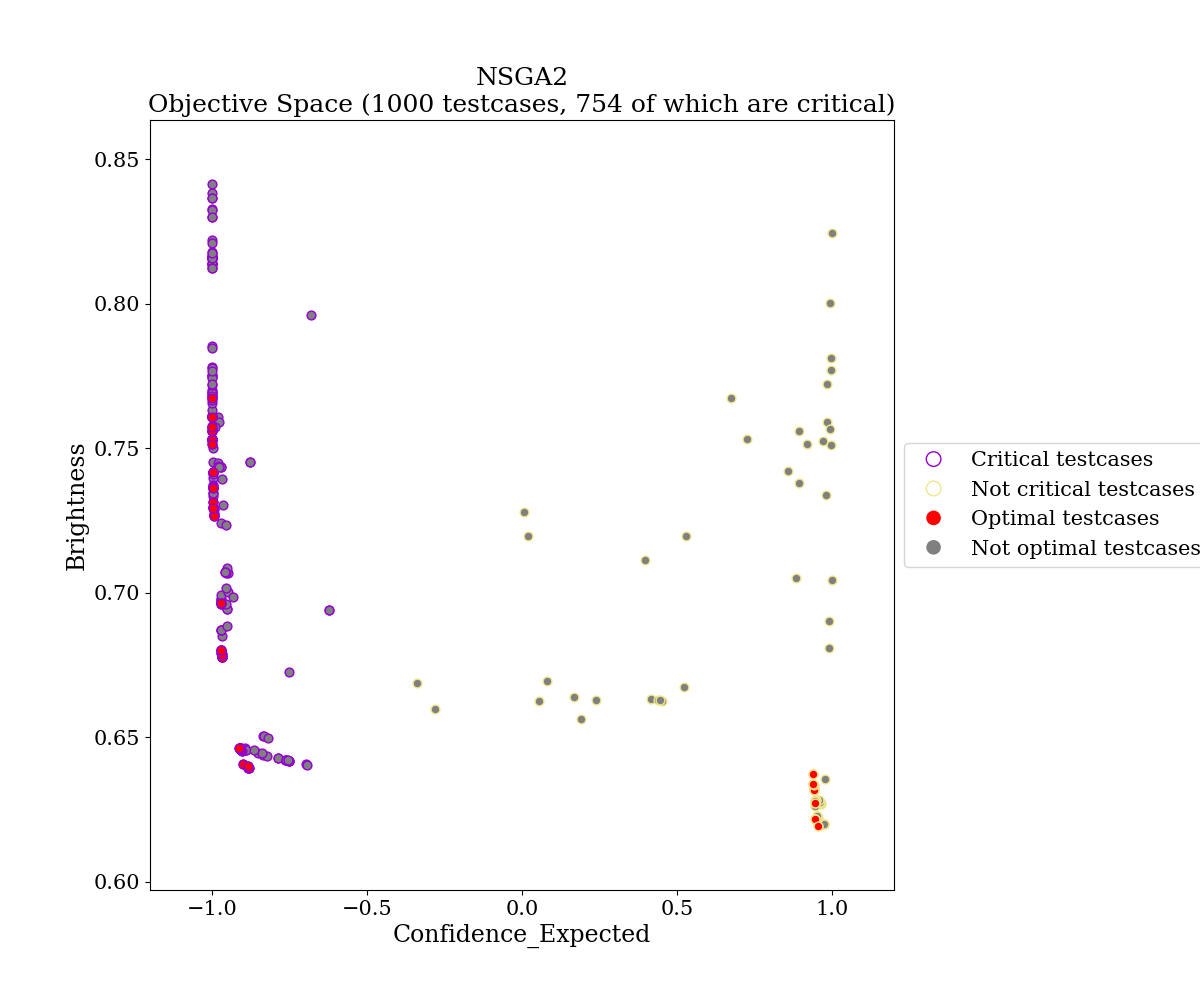 NSGA2
Objective Space (1000 testcases, 754 of which are critical)
0.85
0.80
0.75
0.70
0.65
0.60
Brightness
−1.0
−0.5
0.0
0.5
1.0
Confidence_Expected
Critical testcases
Not critical testcases
Optimal testcases
Not optimal testcases